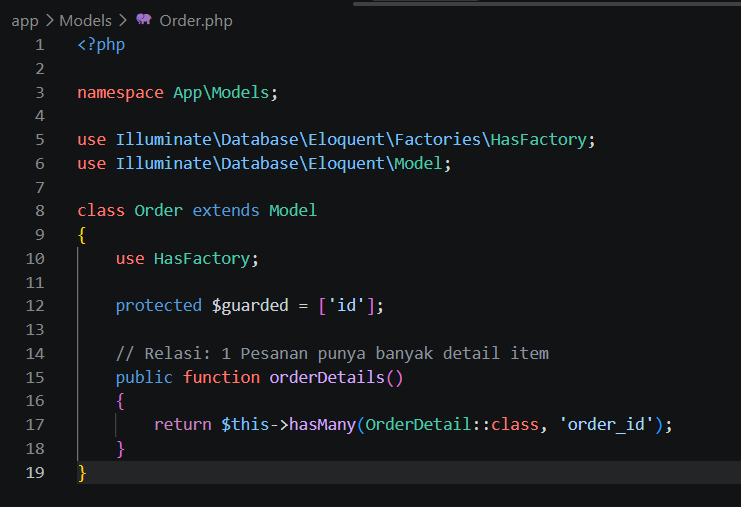 app > Models > Order.php
1 <?php
2
3 namespace App\Models;
4
5 use Illuminate\Database\Eloquent\Factories\HasFactory;
6 use Illuminate\Database\Eloquent\Model;
7
8 class Order extends Model
9 {
10     use HasFactory;
11
12     protected $guarded = ['id'];
13
14     // Relasi: 1 Pesanan punya banyak detail item
15     public function orderDetails()
16     {
17         return $this->hasMany(OrderDetail::class, 'order_id');
18     }
19 }